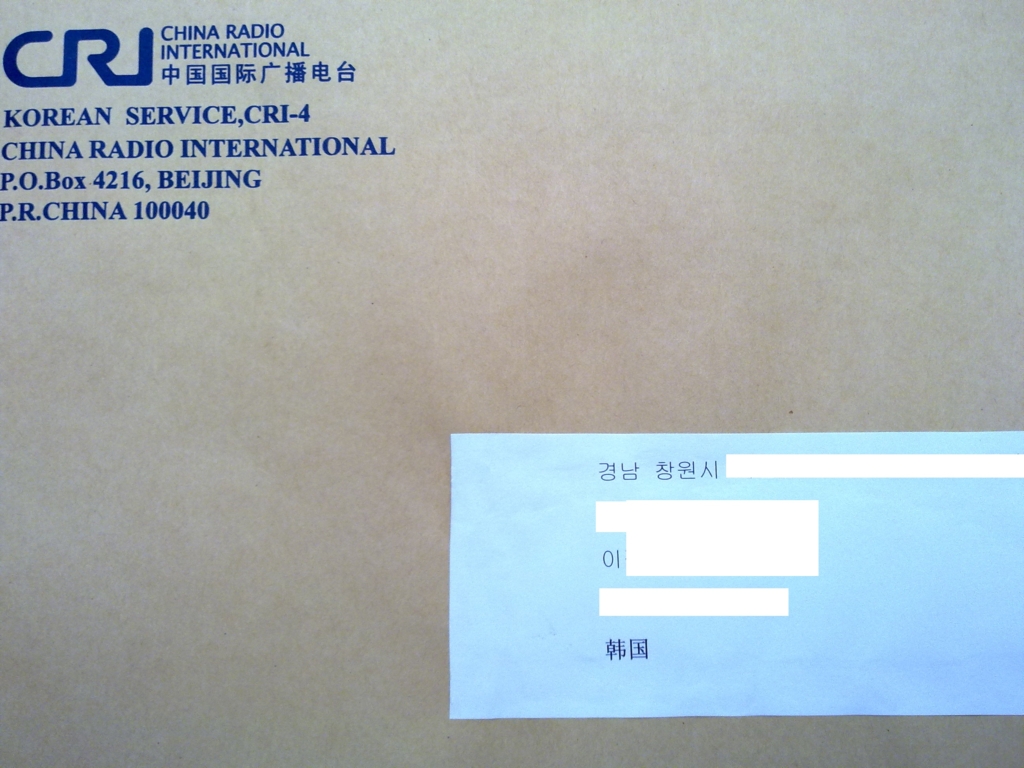 CRI
CHINA RADIO
INTERNATIONAL
中国国际广播电台
KOREAN SERVICE,CRI-4
CHINA RADIO INTERNATIONAL
P.O.Box 4216, BEIJING
P.R.CHINA 100040
경남 창원시
이
韩国